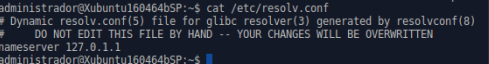 administrador@Xubuntu160464bSP:~$ cat /etc/resolv.conf
# Dynamic resolv.conf(5) file for glibc resolver(3) generated by resolvconf(8)
#     DO NOT EDIT THIS FILE BY HAND -- YOUR CHANGES WILL BE OVERWRITTEN
nameserver 127.0.1.1
administrador@Xubuntu160464bSP:~$